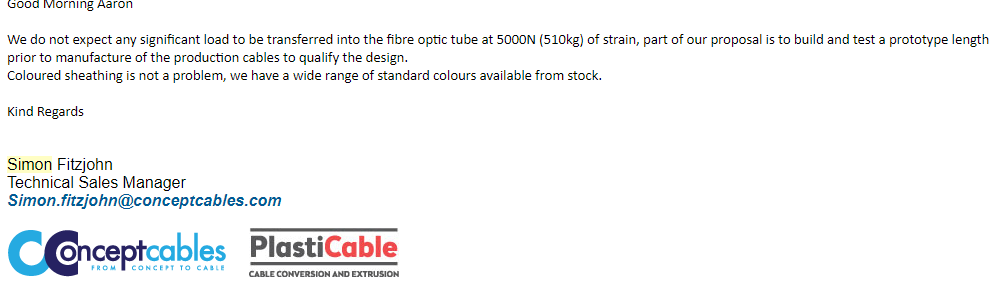 Good Morning Aaron
We do not expect any significant load to be transferred into the fibre optic tube at 5000N (510kg) of strain, part of our proposal is to build and test a prototype length
prior to manufacture of the production cables to qualify the design.
Coloured sheathing is not a problem, we have a wide range of standard colours available from stock.
Kind Regards
Simon Fitzjohn
Technical Sales Manager
Simon.fitzjohn@conceptcables.com
Conceptcables
FROM CONCEPT TO CABLE
PlastiCable
CABLE CONVERSION AND EXTRUSION